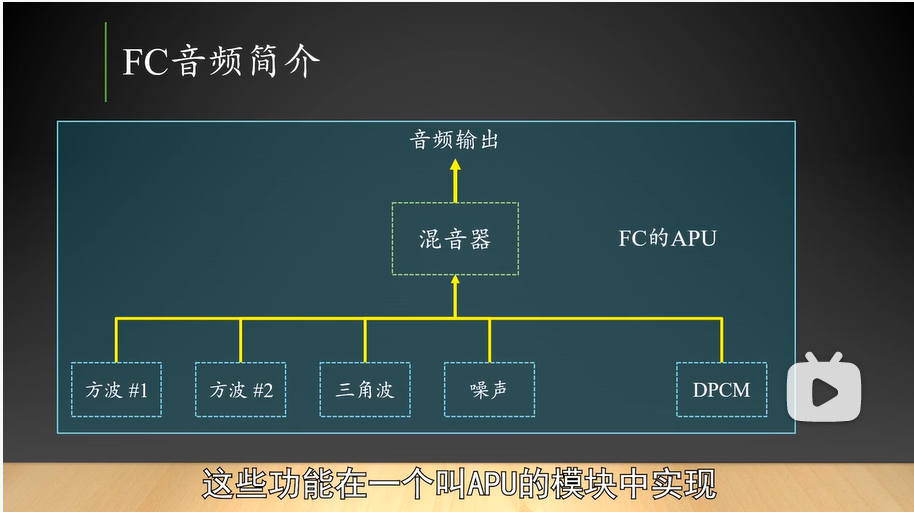 FC音频简介
音频输出
混音器
FC的APU
方波 #1
方波 #2
三角波
噪声
DPCM
这些功能在一个叫APU的模块中实现